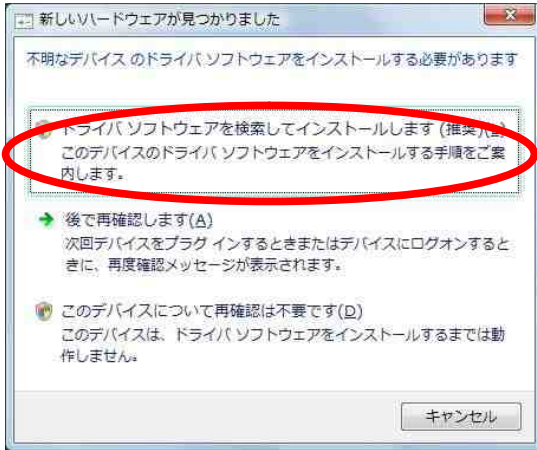 新しいハードウェアが見つかりました
不明なデバイス のドライバ ソフトウェアをインストールする必要があります
ドライバ ソフトウェアを検索してインストールします (推奨)(L)
このデバイスのドライバ ソフトウェアをインストールする手順をご案
内します。
後で再確認します(A)
次回デバイスをプラグ インするときまたはデバイスにログオンすると
きに、再度確認メッセージが表示されます。
このデバイスについて再確認は不要です(D)
このデバイスは、ドライバ ソフトウェアをインストールするまでは動
作しません。
キャンセル